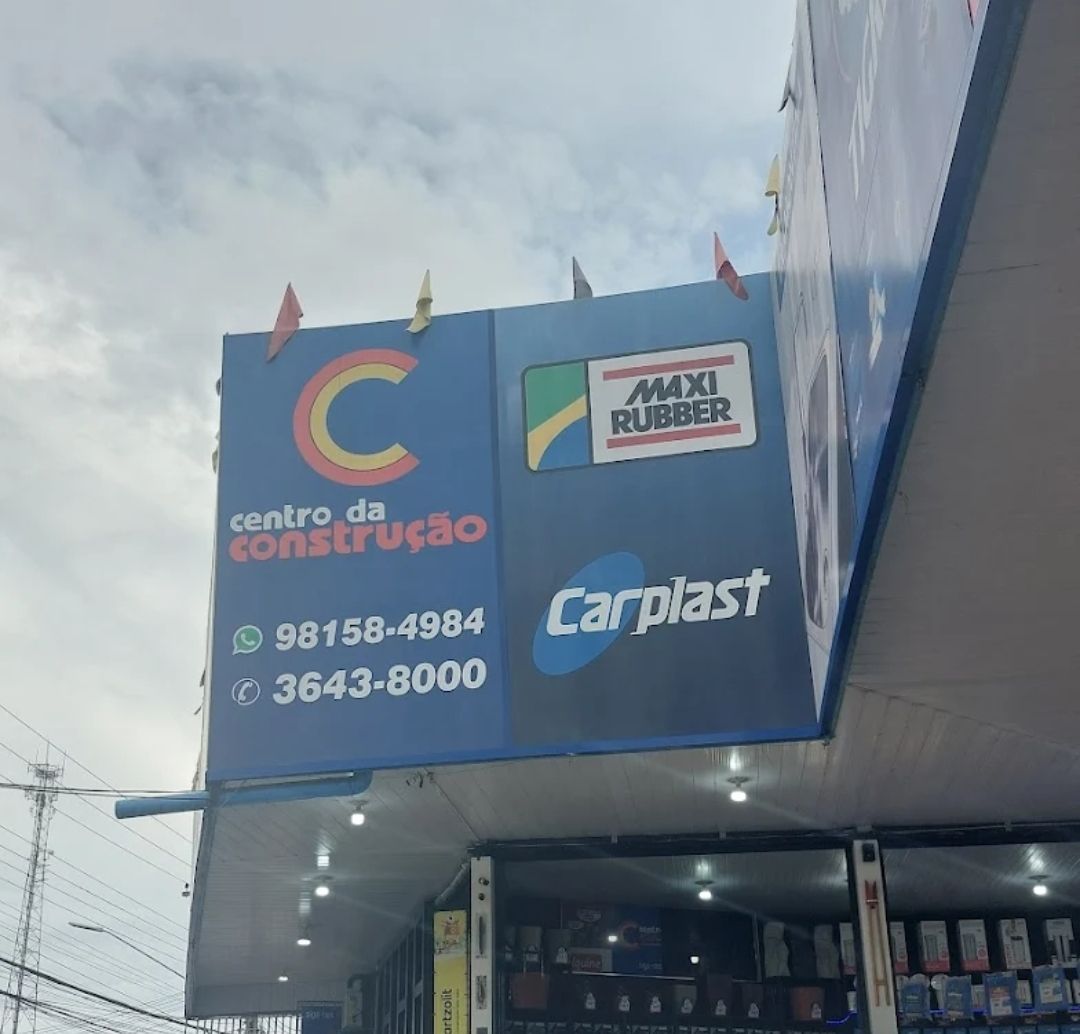 C
centro da
construção
98158-4984
3643-8000
MAXI
RUBBER
Carplast